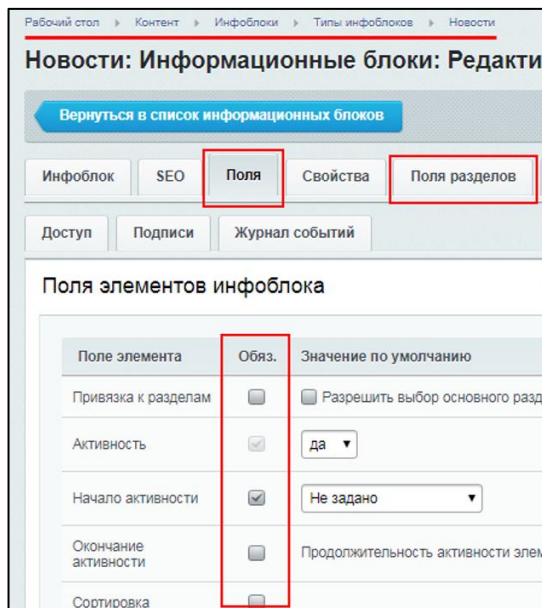 Рабочий стол Контент Инфоблоки Типы инфоблоков Новости
Новости: Информационные блоки: Редакти
Вернуться в список информационных блоков
Инфоблок SEO Поля Свойства Поля разделов
Доступ Подписи Журнал событий
Поля элементов инфоблока
Поле элемента Обяз. Значение по умолчанию
Привязка к разделам Разрешить выбор основного разд
Активность да
Начало активности Не задано
Окончание
активности Продолжительность активности элем
Сортировка